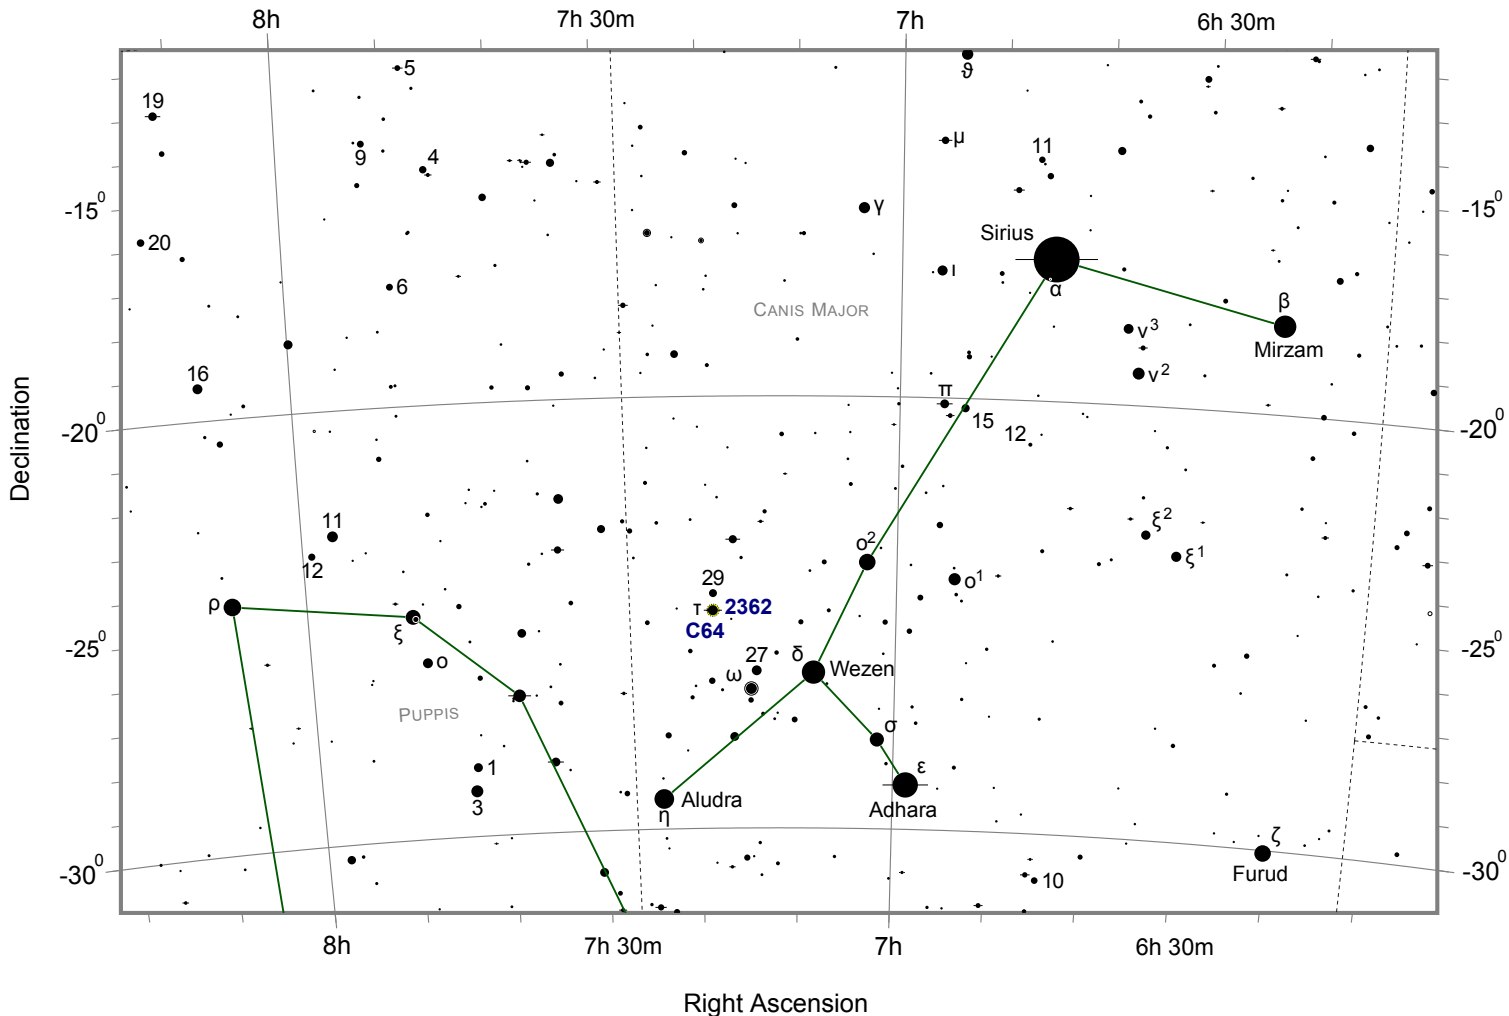 8h 7h 30m 7h 6h 30m
5 ϑ
19
μ 11
9 4
-15⁰ γ -15⁰
20 Sirius
ι
6 α β
CANIS MAJOR
ν³ Mirzam
16 ν²
π
-20⁰ 15 12 -20⁰
Declination
11 ξ²
ο² ξ¹
12 29 ο¹
ρ τ 2362
ξ C64
-25⁰ ο 27 δ -25⁰
ω Wezen
PUPPIS
σ
1 ε
3 η Aludra Adhara
ζ
-30⁰ 10 Furud -30⁰
8h 7h 30m 7h 6h 30m
Right Ascension